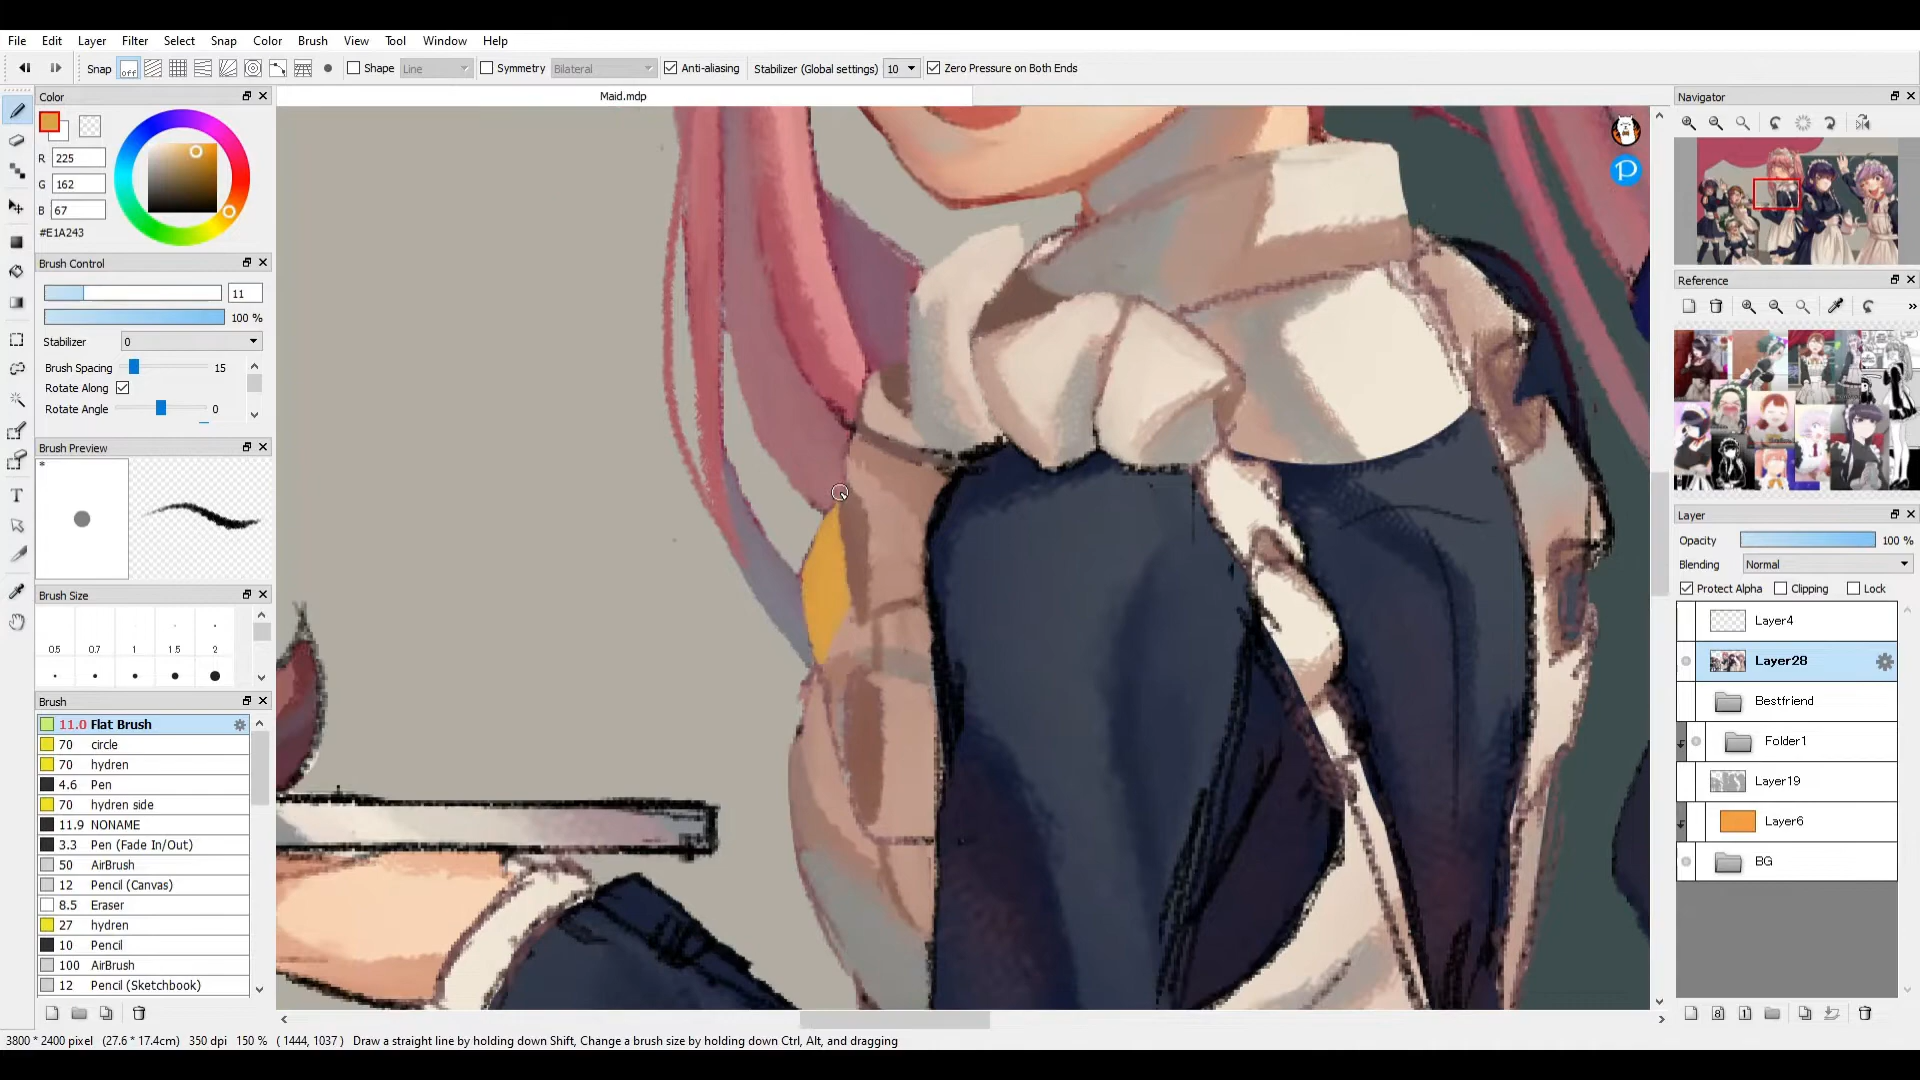 File Edit Layer Filter Select Snap Color Brush View Tool Window Help
Snap off Shape Line Symmetry Bilateral Anti-aliasing Stabilizer (Global settings) 10 Zero Pressure on Both Ends
Color
Maid.mdp
Navigator
R 225
G 162
B 67
#E1A243
Brush Control
11
100 %
Stabilizer 0
Brush Spacing 15
Rotate Along
Rotate Angle 0
Brush Preview
*
Brush Size
0.5 0.7 1 1.5 2
Brush
11.0 Flat Brush
70 circle
70 hydren
4.6 Pen
70 hydren side
11.9 NONAME
3.3 Pen (Fade In/Out)
50 AirBrush
12 Pencil (Canvas)
8.5 Eraser
27 hydren
10 Pencil
100 AirBrush
12 Pencil (Sketchbook)
Reference
»
Layer
Opacity 100 %
Blending Normal
Protect Alpha Clipping Lock
Layer4
Layer28
Bestfriend
Folder1
Layer19
Layer6
BG
3800 * 2400 pixel (27.6 * 17.4cm) 350 dpi 150 % ( 1444, 1037 ) Draw a straight line by holding down Shift, Change a brush size by holding down Ctrl, Alt, and dragging